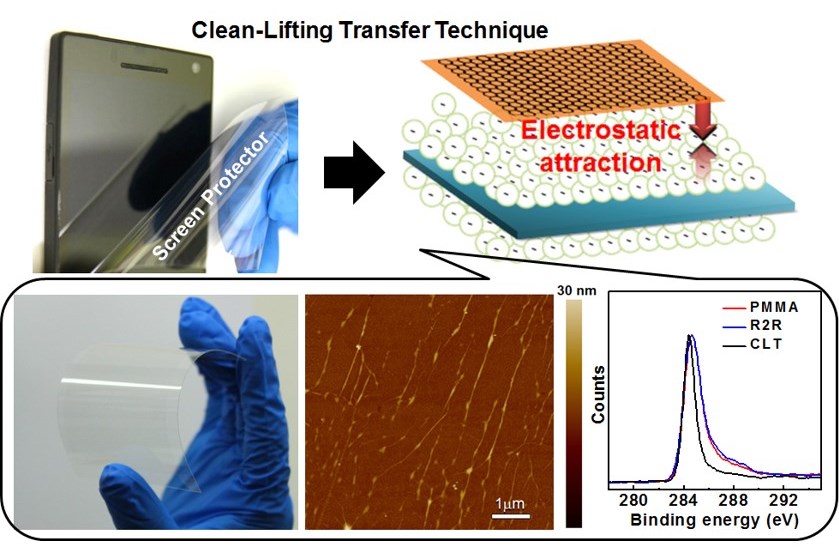 Clean-Lifting Transfer Technique
Screen Protector
Electrostatic
attraction
30 nm
1μm
Counts
PMMA
R2R
CLT
280 284 288 292
Binding energy (eV)